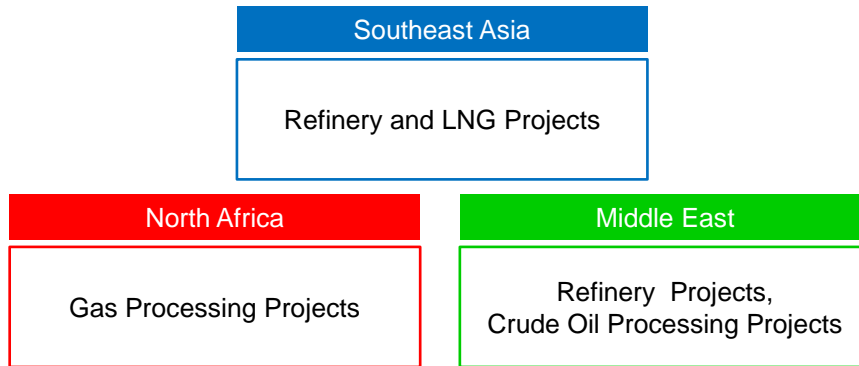 Southeast Asia
Refinery and LNG Projects
North Africa
Gas Processing Projects
Middle East
Refinery  Projects,
Crude Oil Processing Projects